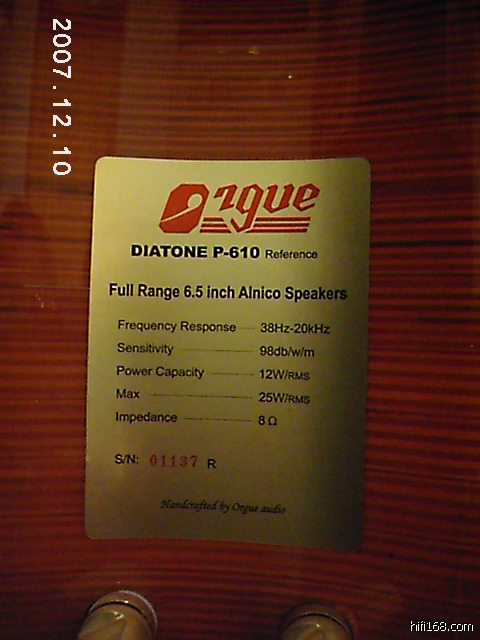 2007.12.10
Orgue
DIATONE P-610 Reference
Full Range 6.5 inch Alnico Speakers
Frequency Response 38Hz-20kHz
Sensitivity 98db/w/m
Power Capacity 12W/RMS
Max 25W/RMS
Impedance 8Ω
S/N: 01137 R
Handcrafted by Orgue audio
hifi168.com